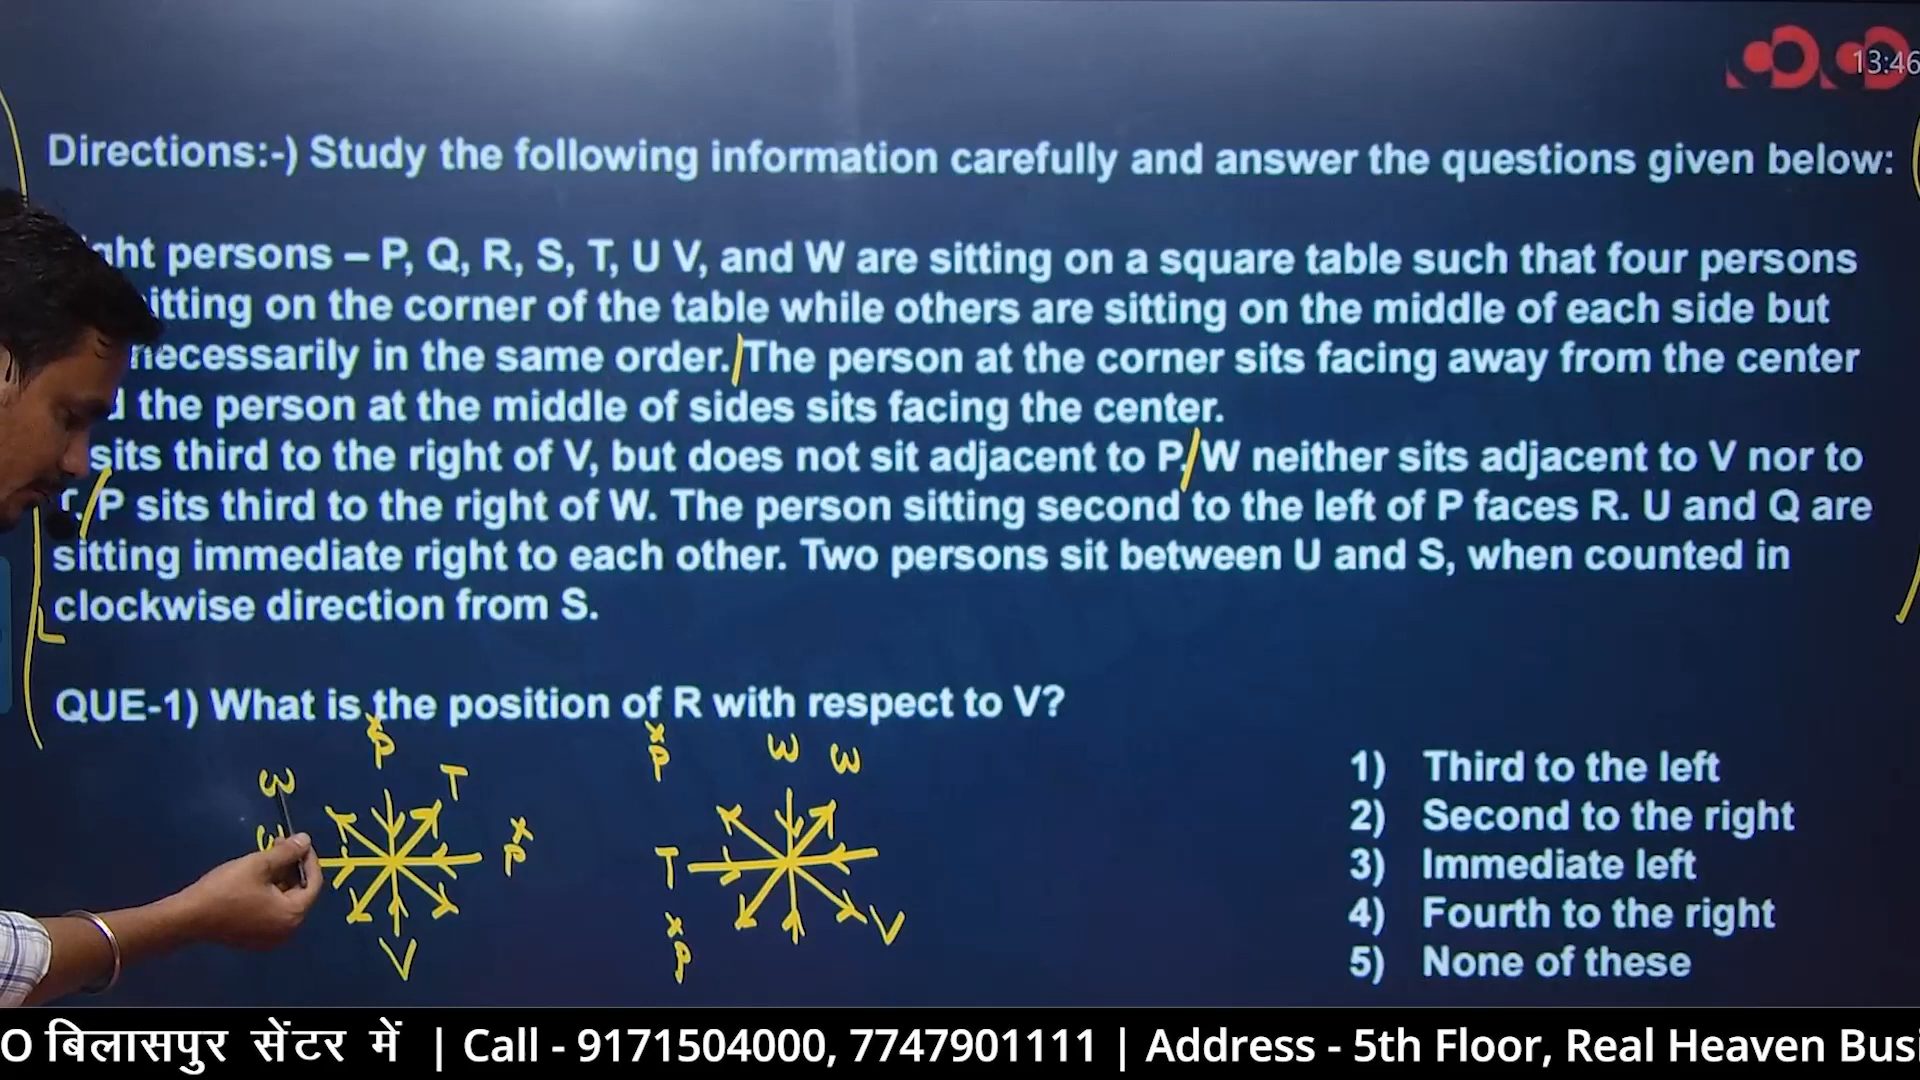 13:46
Directions:-) Study the following information carefully and answer the questions given below:
ght persons – P, Q, R, S, T, U V, and W are sitting on a square table such that four persons
itting on the corner of the table while others are sitting on the middle of each side but
necessarily in the same order. The person at the corner sits facing away from the center
the person at the middle of sides sits facing the center.
sits third to the right of V, but does not sit adjacent to P. W neither sits adjacent to V nor to
P sits third to the right of W. The person sitting second to the left of P faces R. U and Q are
sitting immediate right to each other. Two persons sit between U and S, when counted in
clockwise direction from S.
QUE-1) What is the position of R with respect to V?
1) Third to the left
2) Second to the right
3) Immediate left
4) Fourth to the right
5) None of these
x P W T x P V
x P W W T x P V
O बिलासपुर सेंटर में | Call - 9171504000, 7747901111 | Address - 5th Floor, Real Heaven Busi